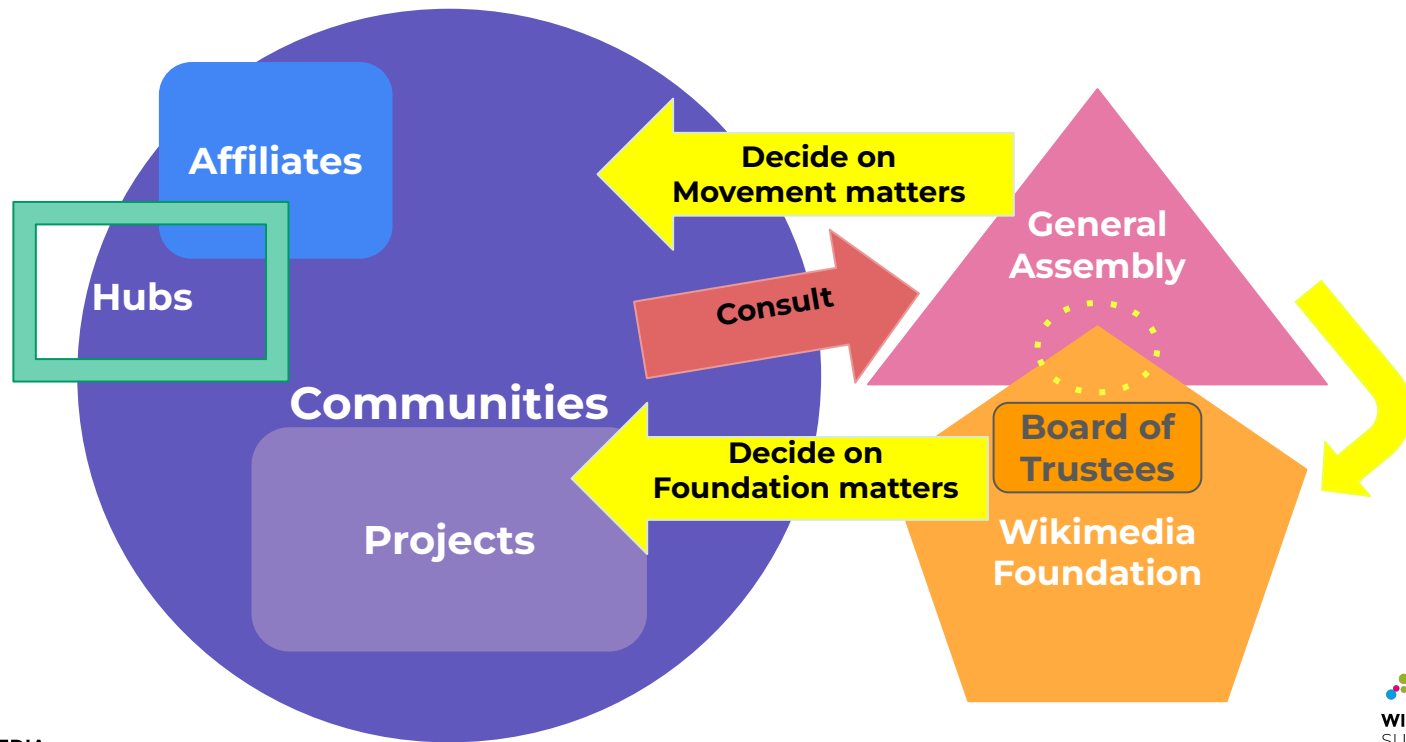 Affiliates
Hubs
Communities
Projects
Decide on
Movement matters
Consult
Decide on
Foundation matters
General
Assembly
Board of
Trustees
Wikimedia
Foundation